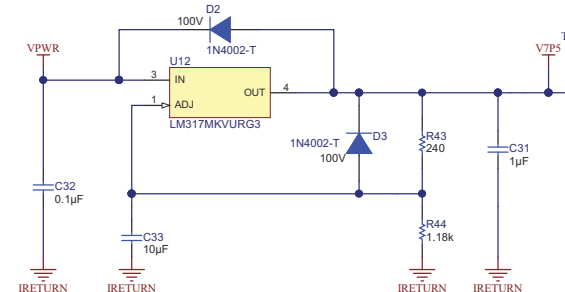 D2
100V
1N4002-T
VPWR
U12
3
IN
OUT
4
1
ADJ
LM317MKVURG3
V7P5
T
1N4002-T
D3
100V
R43
240
C31
1µF
C32
0.1µF
C33
10µF
R44
1.18k
IRETURN
IRETURN
IRETURN
IRETURN